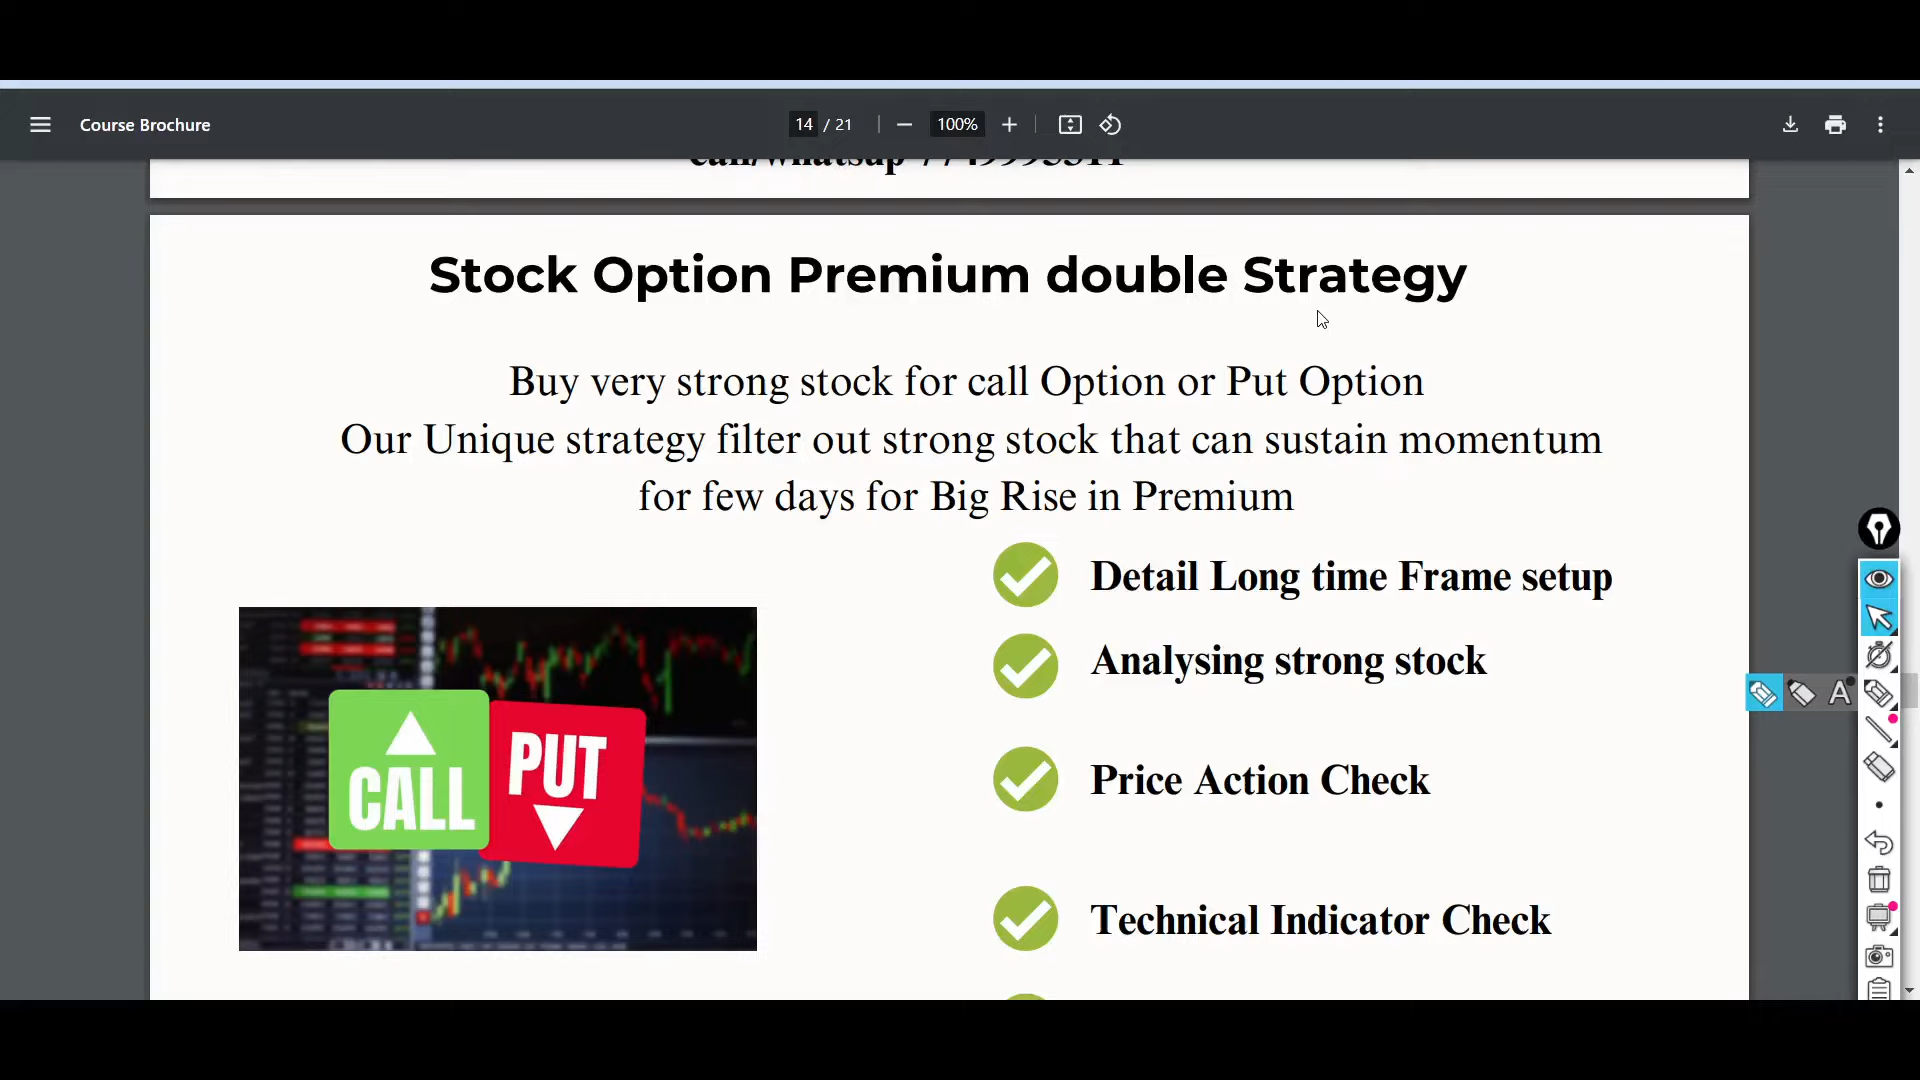 Course Brochure
14 / 21
100%
Stock Option Premium double Strategy
Buy very strong stock for call Option or Put Option
Our Unique strategy filter out strong stock that can sustain momentum
for few days for Big Rise in Premium
Detail Long time Frame setup
Analysing strong stock
CALL
PUT
Price Action Check
Technical Indicator Check
A